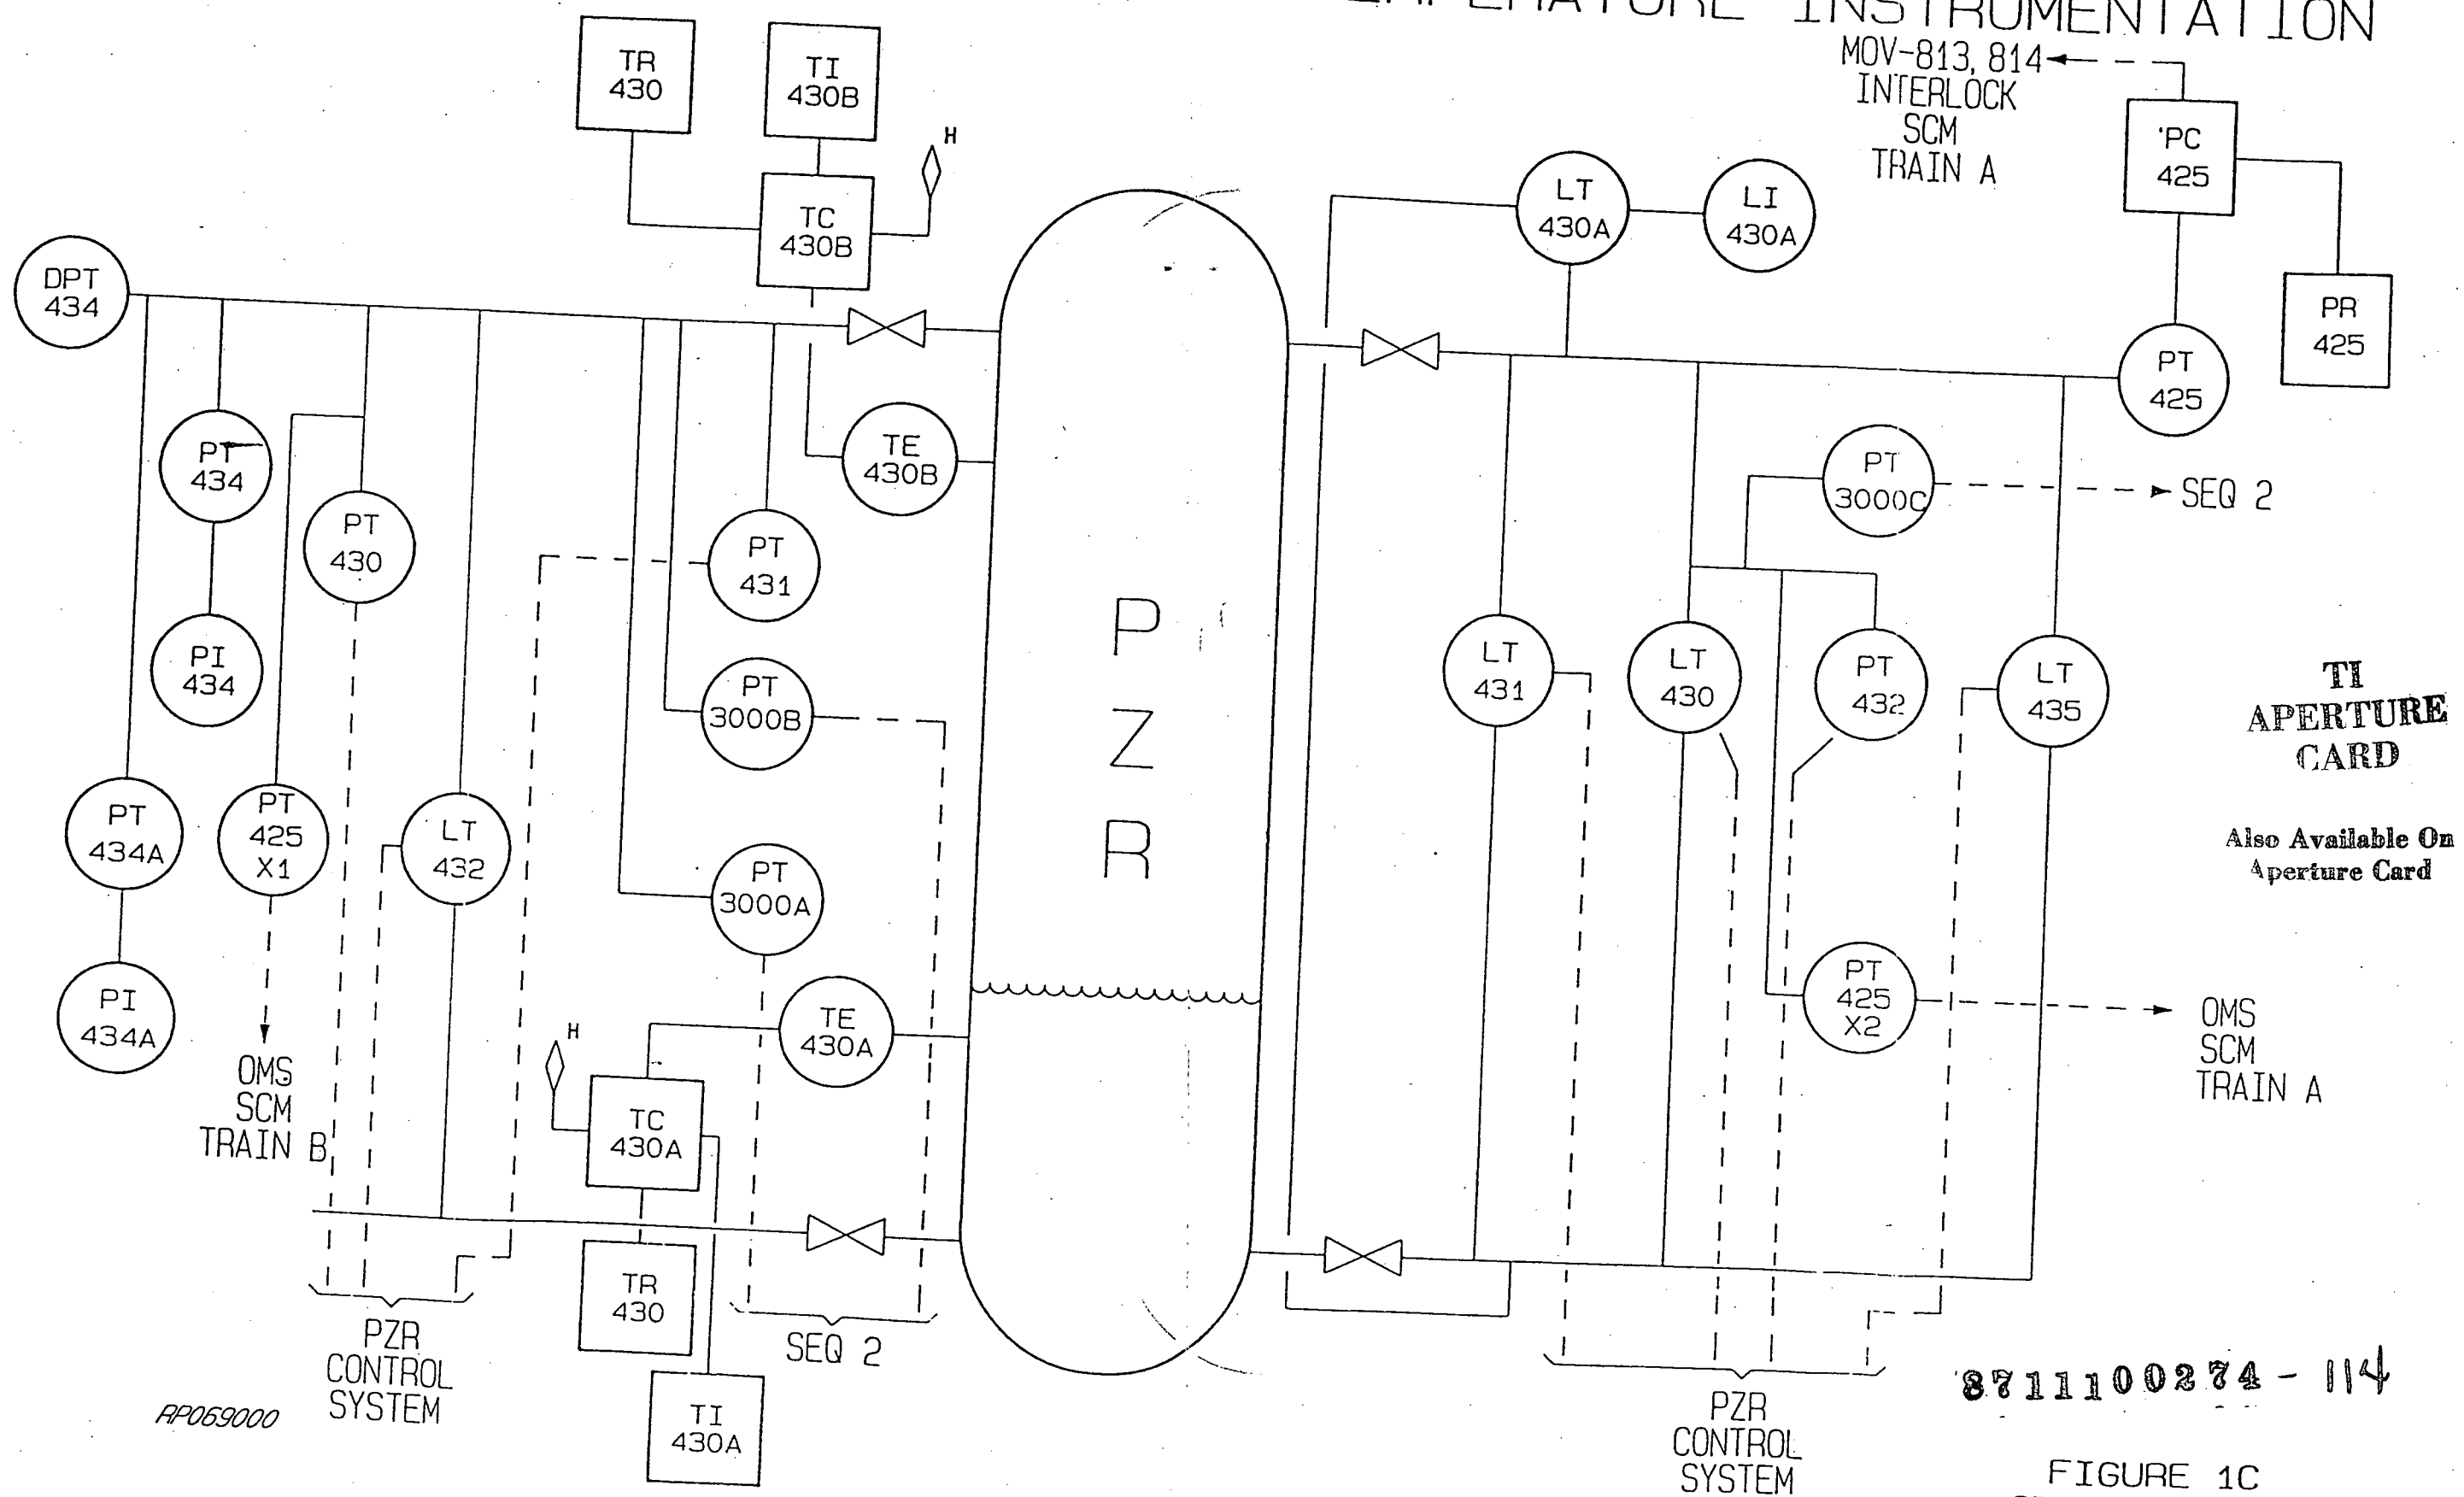 INSTRUMENTATION
MOV-813, 814
INTERLOCK
SCM
TRAIN A
TR
430
TI
430B
H
TC
430B
LT
430A
LI
430A
PC
425
PR
425
PT
425
DPT
434
PT
434
PT
430
TE
430B
PT
431
PT
3000C
SEQ 2
PI
434
PT
3000B
PZR
LT
431
LT
430
PT
432
LT
435
TI
APERTURE
CARD
Also Available On
Aperture Card
PT
434A
PT
425
X1
LT
432
PT
3000A
PI
434A
TE
430A
PT
425
X2
OMS
SCM
TRAIN A
OMS
SCM
TRAIN B
H
TC
430A
TR
430
SEQ 2
TI
430A
PZR
CONTROL
SYSTEM
PZR
CONTROL
SYSTEM
RP069000
8711100274-114
FIGURE 1C